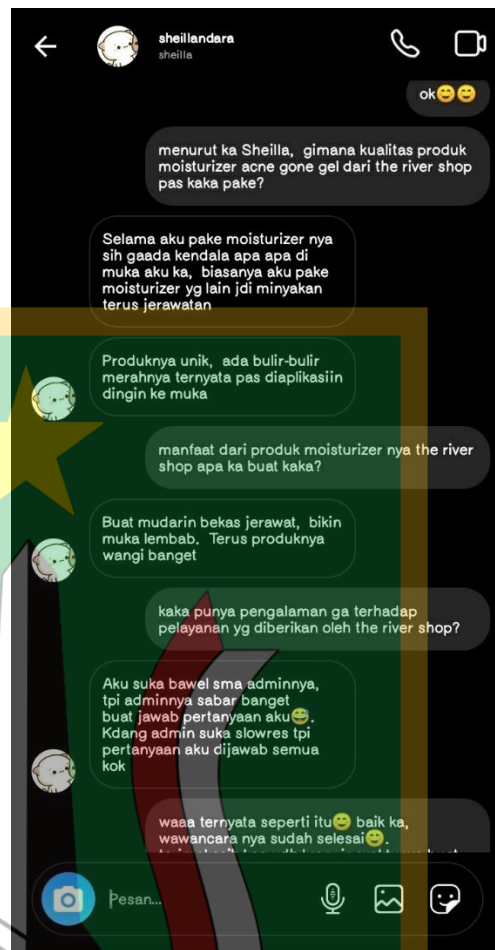 sheillandara
sheilla
ok😊😊
menurut ka Sheilla, gimana kualitas produk
moisturizer acne gone gel dari the river shop
pas kaka pake?
Selama aku pake moisturizer nya
sih gaada kendala apa apa di
muka aku ka, biasanya aku pake
moisturizer yg lain jdi minyakan
terus jerawatan
Produknya unik, ada bulir-bulir
merahnya ternyata pas diaplikasiin
dingin ke muka
manfaat dari produk moisturizer nya the river
shop apa ka buat kaka?
Buat mudarin bekas jerawat, bikin
muka lembab. Terus produknya
wangi banget
kaka punya pengalaman ga terhadap
pelayanan yg diberikan oleh the river shop?
Aku suka bawel sma adminnya,
tpi adminnya sabar banget
buat jawab pertanyaan aku😅.
Kdang admin suka slowres tpi
pertanyaan aku dijawab semua
kok
waaa ternyata seperti itu😊 baik ka,
wawancara nya sudah selesai😊.
Pesan...